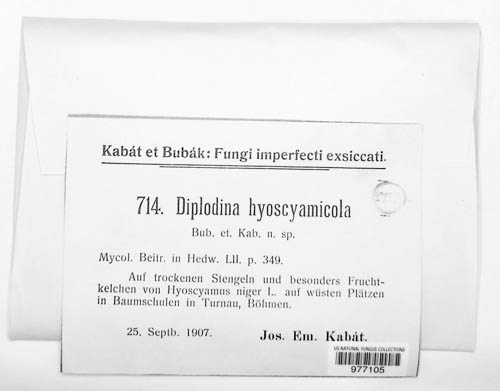 Kabát et Bubák: Fungi imperfecti exsiccati.
714. Diplodina hyoscyamicola
Bub. et. Kab. n. sp.
Mycol. Beitr. in Hedw. LII. p. 349.
Auf trockenen Stengeln und besonders Frucht-
kelchen von Hyoscyamus niger L. auf wüsten Plätzen
in Baumschulen in Turnau, Böhmen.
25. Septb. 1907. Jos. Em. Kabát.
US NATIONAL FUNGUS COLLECTIONS
977105